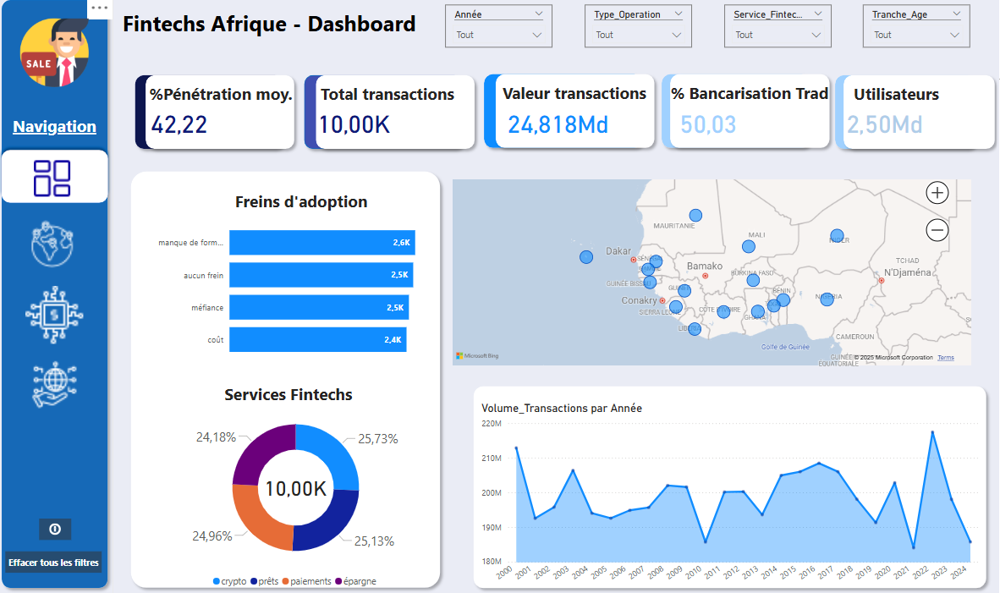 Fintechs Afrique - Dashboard
Année
Tout
Type_Operation
Tout
Service_Fintec...
Tout
Tranche_Age
Tout
SALE
Navigation
Effacer tous les filtres
%Pénétration moy.
42,22
Total transactions
10,00K
Valeur transactions
24,818Md
% Bancarisation Trad
50,03
Utilisateurs
2,50Md
Freins d'adoption
manque de form...
2,6K
aucun frein
2,5K
méfiance
2,5K
coût
2,4K
Services Fintechs
24,18%
25,73%
10,00K
24,96%
25,13%
crypto prêts paiements épargne
MAURITANIE
MALI
NIGER
TCHAD
Dakar
Bamako
N'Djaména
BURKINA FASO
GUINÉE BISSAU
BÉNIN
NIGERIA
Conakry
SIERRA LEONE
CÔTE D'IVOIRE
GHANA
LIBERIA
CAMEROUN
Golfe de Guinée
GUINÉE
ÉQUATORIALE
Microsoft Bing
© 2025 Microsoft Corporation Terms
Volume_Transactions par Année
220M
210M
200M
190M
180M
2000 2001 2002 2003 2004 2005 2006 2007 2008 2009 2010 2011 2012 2013 2014 2015 2016 2017 2018 2019 2020 2021 2022 2023 2024